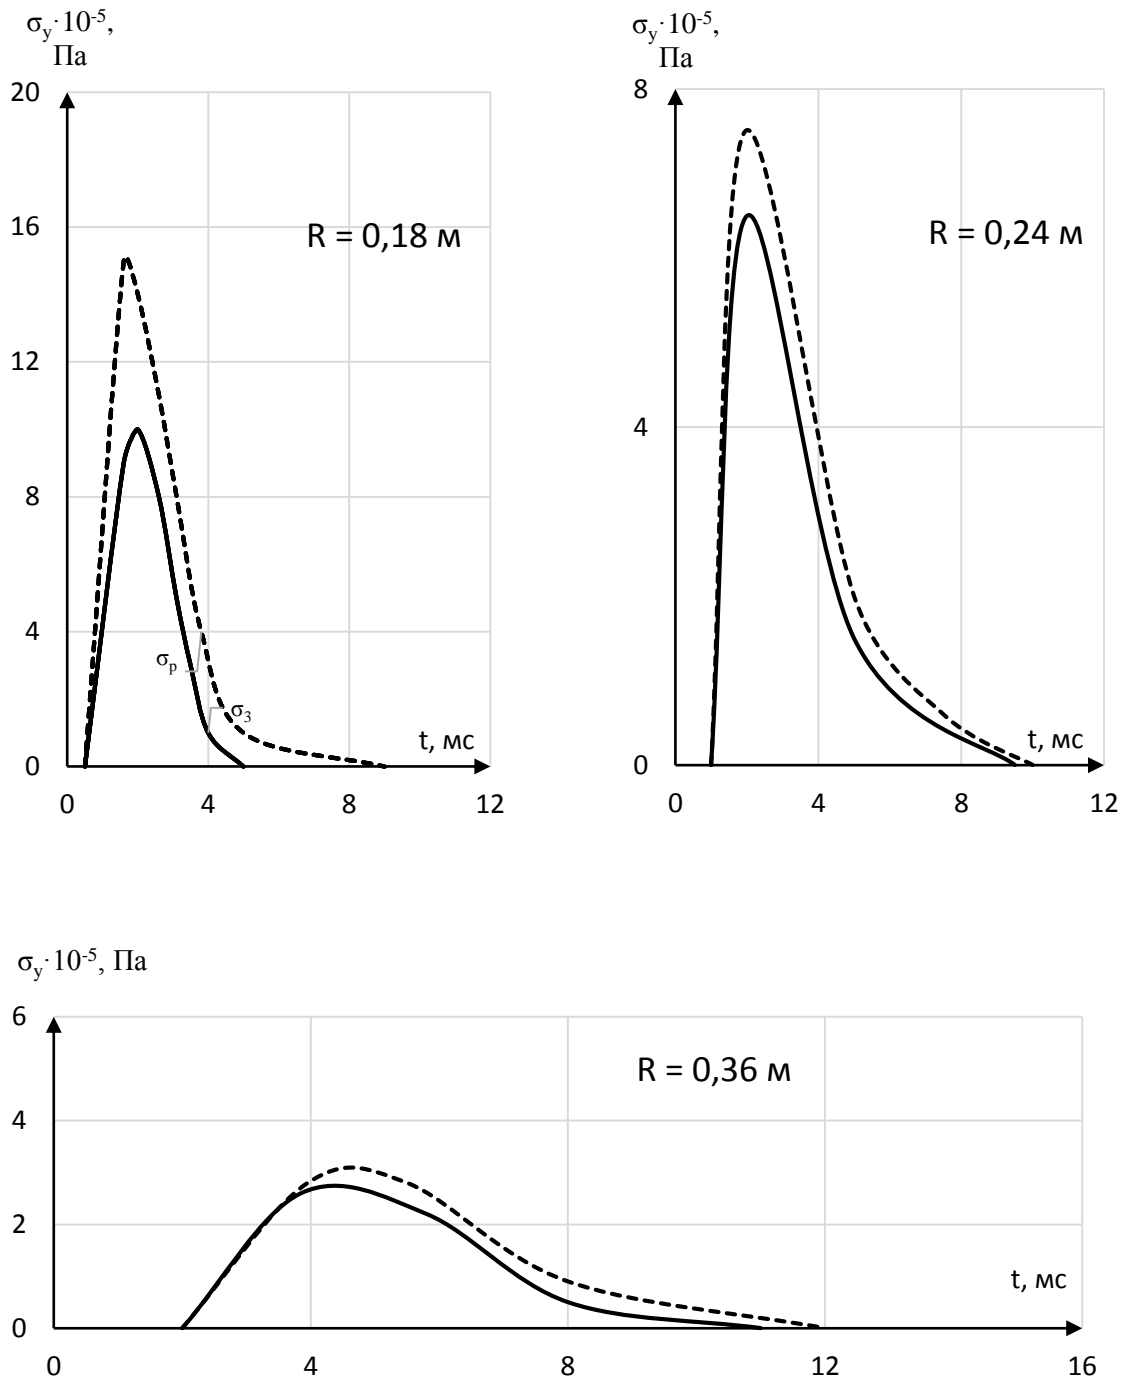 σy·10-5,
Па
20
16
12
8
4
0
R = 0,18 м
σр
σ3
t, мс
0 4 8 12
σy·10-5,
Па
8
4
0
R = 0,24 м
t, мс
0 4 8 12
σy·10-5, Па
6
4
2
0
R = 0,36 м
t, мс
0 4 8 12 16